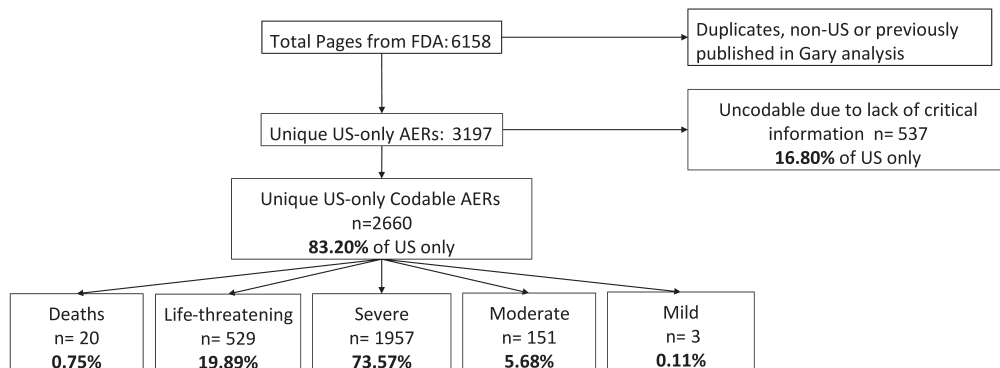 Total Pages from FDA: 6158
Duplicates, non-US or previously
published in Gary analysis
Unique US-only AERs: 3197
Uncodable due to lack of critical
information n= 537
16.80% of US only
Unique US-only Codable AERs
n=2660
83.20% of US only
Deaths
n= 20
0.75%
Life-threatening
n= 529
19.89%
Severe
n= 1957
73.57%
Moderate
n= 151
5.68%
Mild
n= 3
0.11%